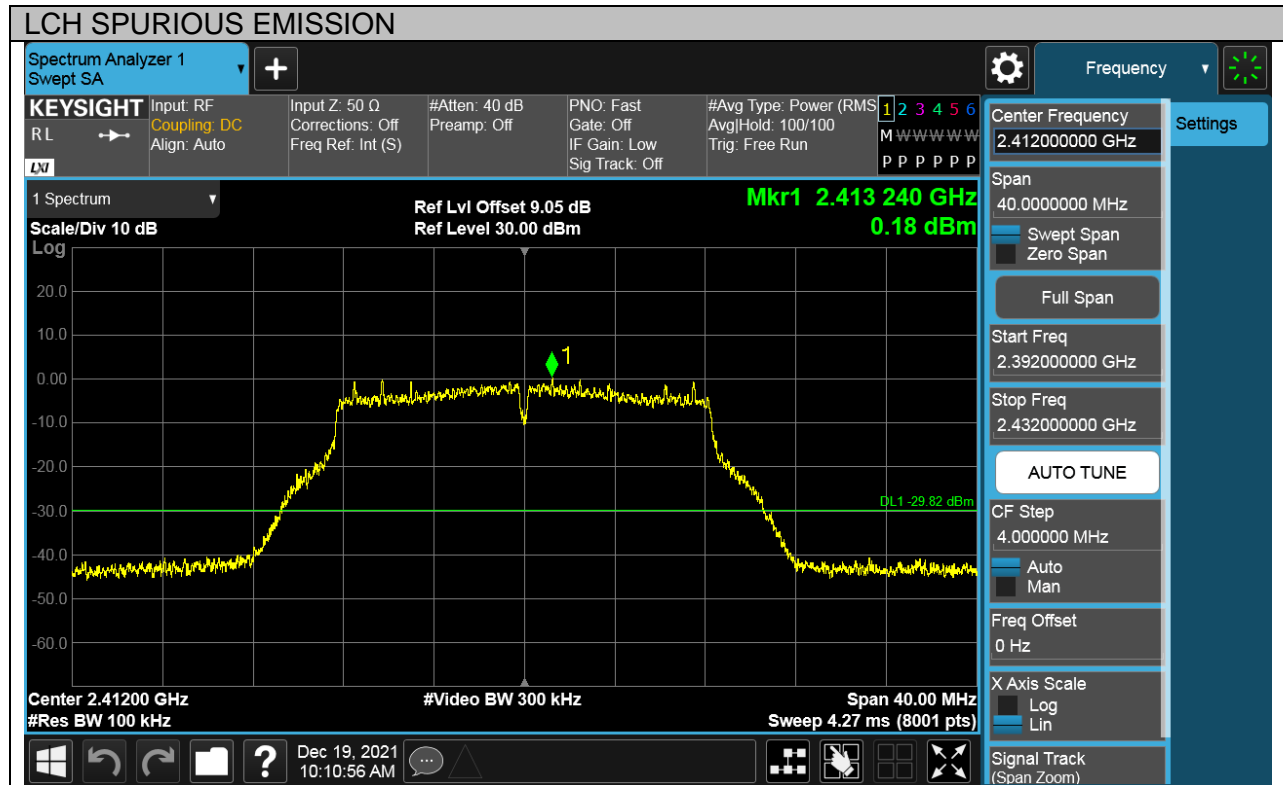 LCH SPURIOUS EMISSION
Spectrum Analyzer 1
Swept SA
Frequency
KEYSIGHT
RL
LXI
Input: RF
Coupling: DC
Align: Auto
Input Z: 50 Ω
Corrections: Off
Freq Ref: Int (S)
#Atten: 40 dB
Preamp: Off
PNO: Fast
Gate: Off
IF Gain: Low
Sig Track: Off
#Avg Type: Power (RMS
Avg|Hold: 100/100
Trig: Free Run
1 2 3 4 5 6
M W W W W W
P P P P P P
1 Spectrum
Scale/Div 10 dB
Log
Ref Lvl Offset 9.05 dB
Ref Level 30.00 dBm
Mkr1 2.413 240 GHz
0.18 dBm
20.0
10.0
0.00
-10.0
-20.0
-30.0
-40.0
-50.0
-60.0
1
DL1 -29.82 dBm
Center 2.41200 GHz
#Res BW 100 kHz
#Video BW 300 kHz
Span 40.00 MHz
Sweep 4.27 ms (8001 pts)
Center Frequency
2.412000000 GHz
Settings
Span
40.0000000 MHz
Swept Span
Zero Span
Full Span
Start Freq
2.392000000 GHz
Stop Freq
2.432000000 GHz
AUTO TUNE
CF Step
4.000000 MHz
Auto
Man
Freq Offset
0 Hz
X Axis Scale
Log
Lin
Signal Track
(Span Zoom)
?
Dec 19, 2021
10:10:56 AM